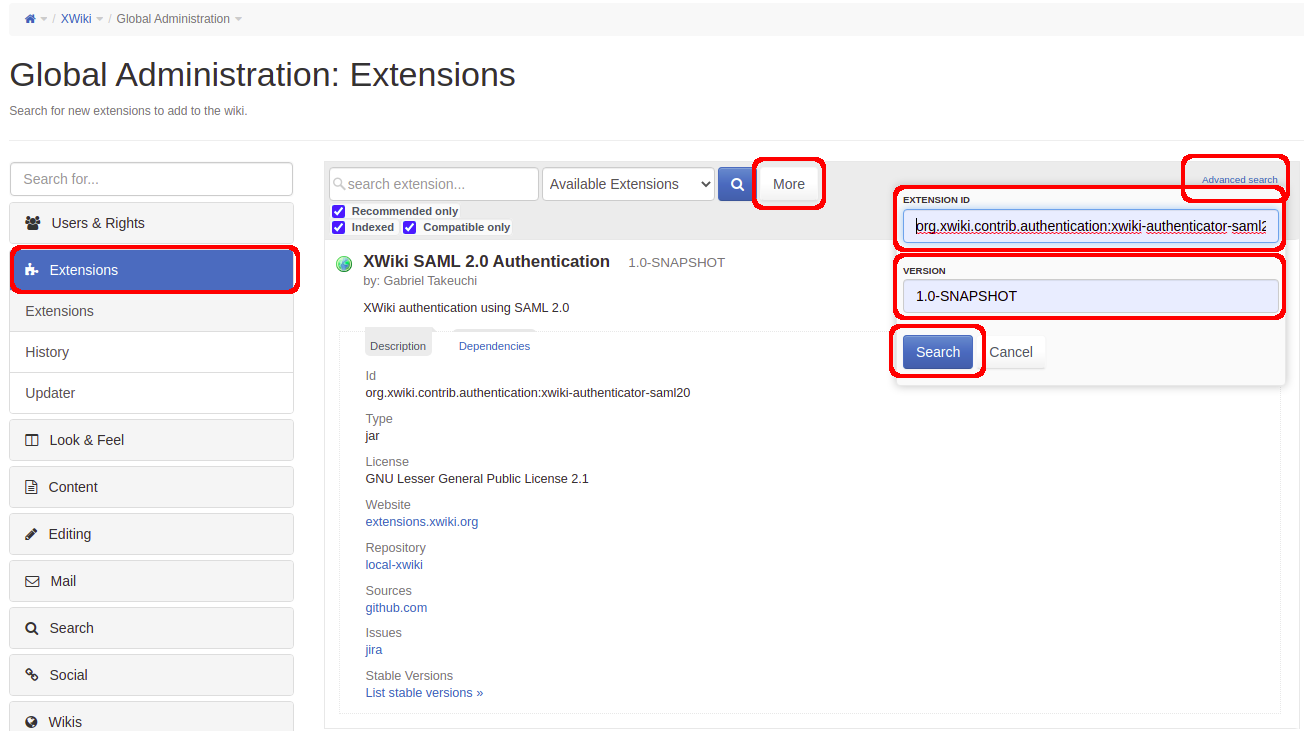 XWiki / Global Administration
Global Administration: Extensions
Search for new extensions to add to the wiki.
Search for...
Users & Rights
Extensions
Extensions
History
Updater
Look & Feel
Content
Editing
Mail
Search
Social
Wikis
search extension...
Available Extensions
More
Advanced search
Recommended only
Indexed
Compatible only
EXTENSION ID
org.xwiki.contrib.authentication:xwiki-authenticator-saml2
VERSION
1.0-SNAPSHOT
Search
Cancel
XWiki SAML 2.0 Authentication 1.0-SNAPSHOT
by: Gabriel Takeuchi
XWiki authentication using SAML 2.0
Description
Dependencies
Id
org.xwiki.contrib.authentication:xwiki-authenticator-saml20
Type
jar
License
GNU Lesser General Public License 2.1
Website
extensions.xwiki.org
Repository
local-xwiki
Sources
github.com
Issues
jira
Stable Versions
List stable versions »